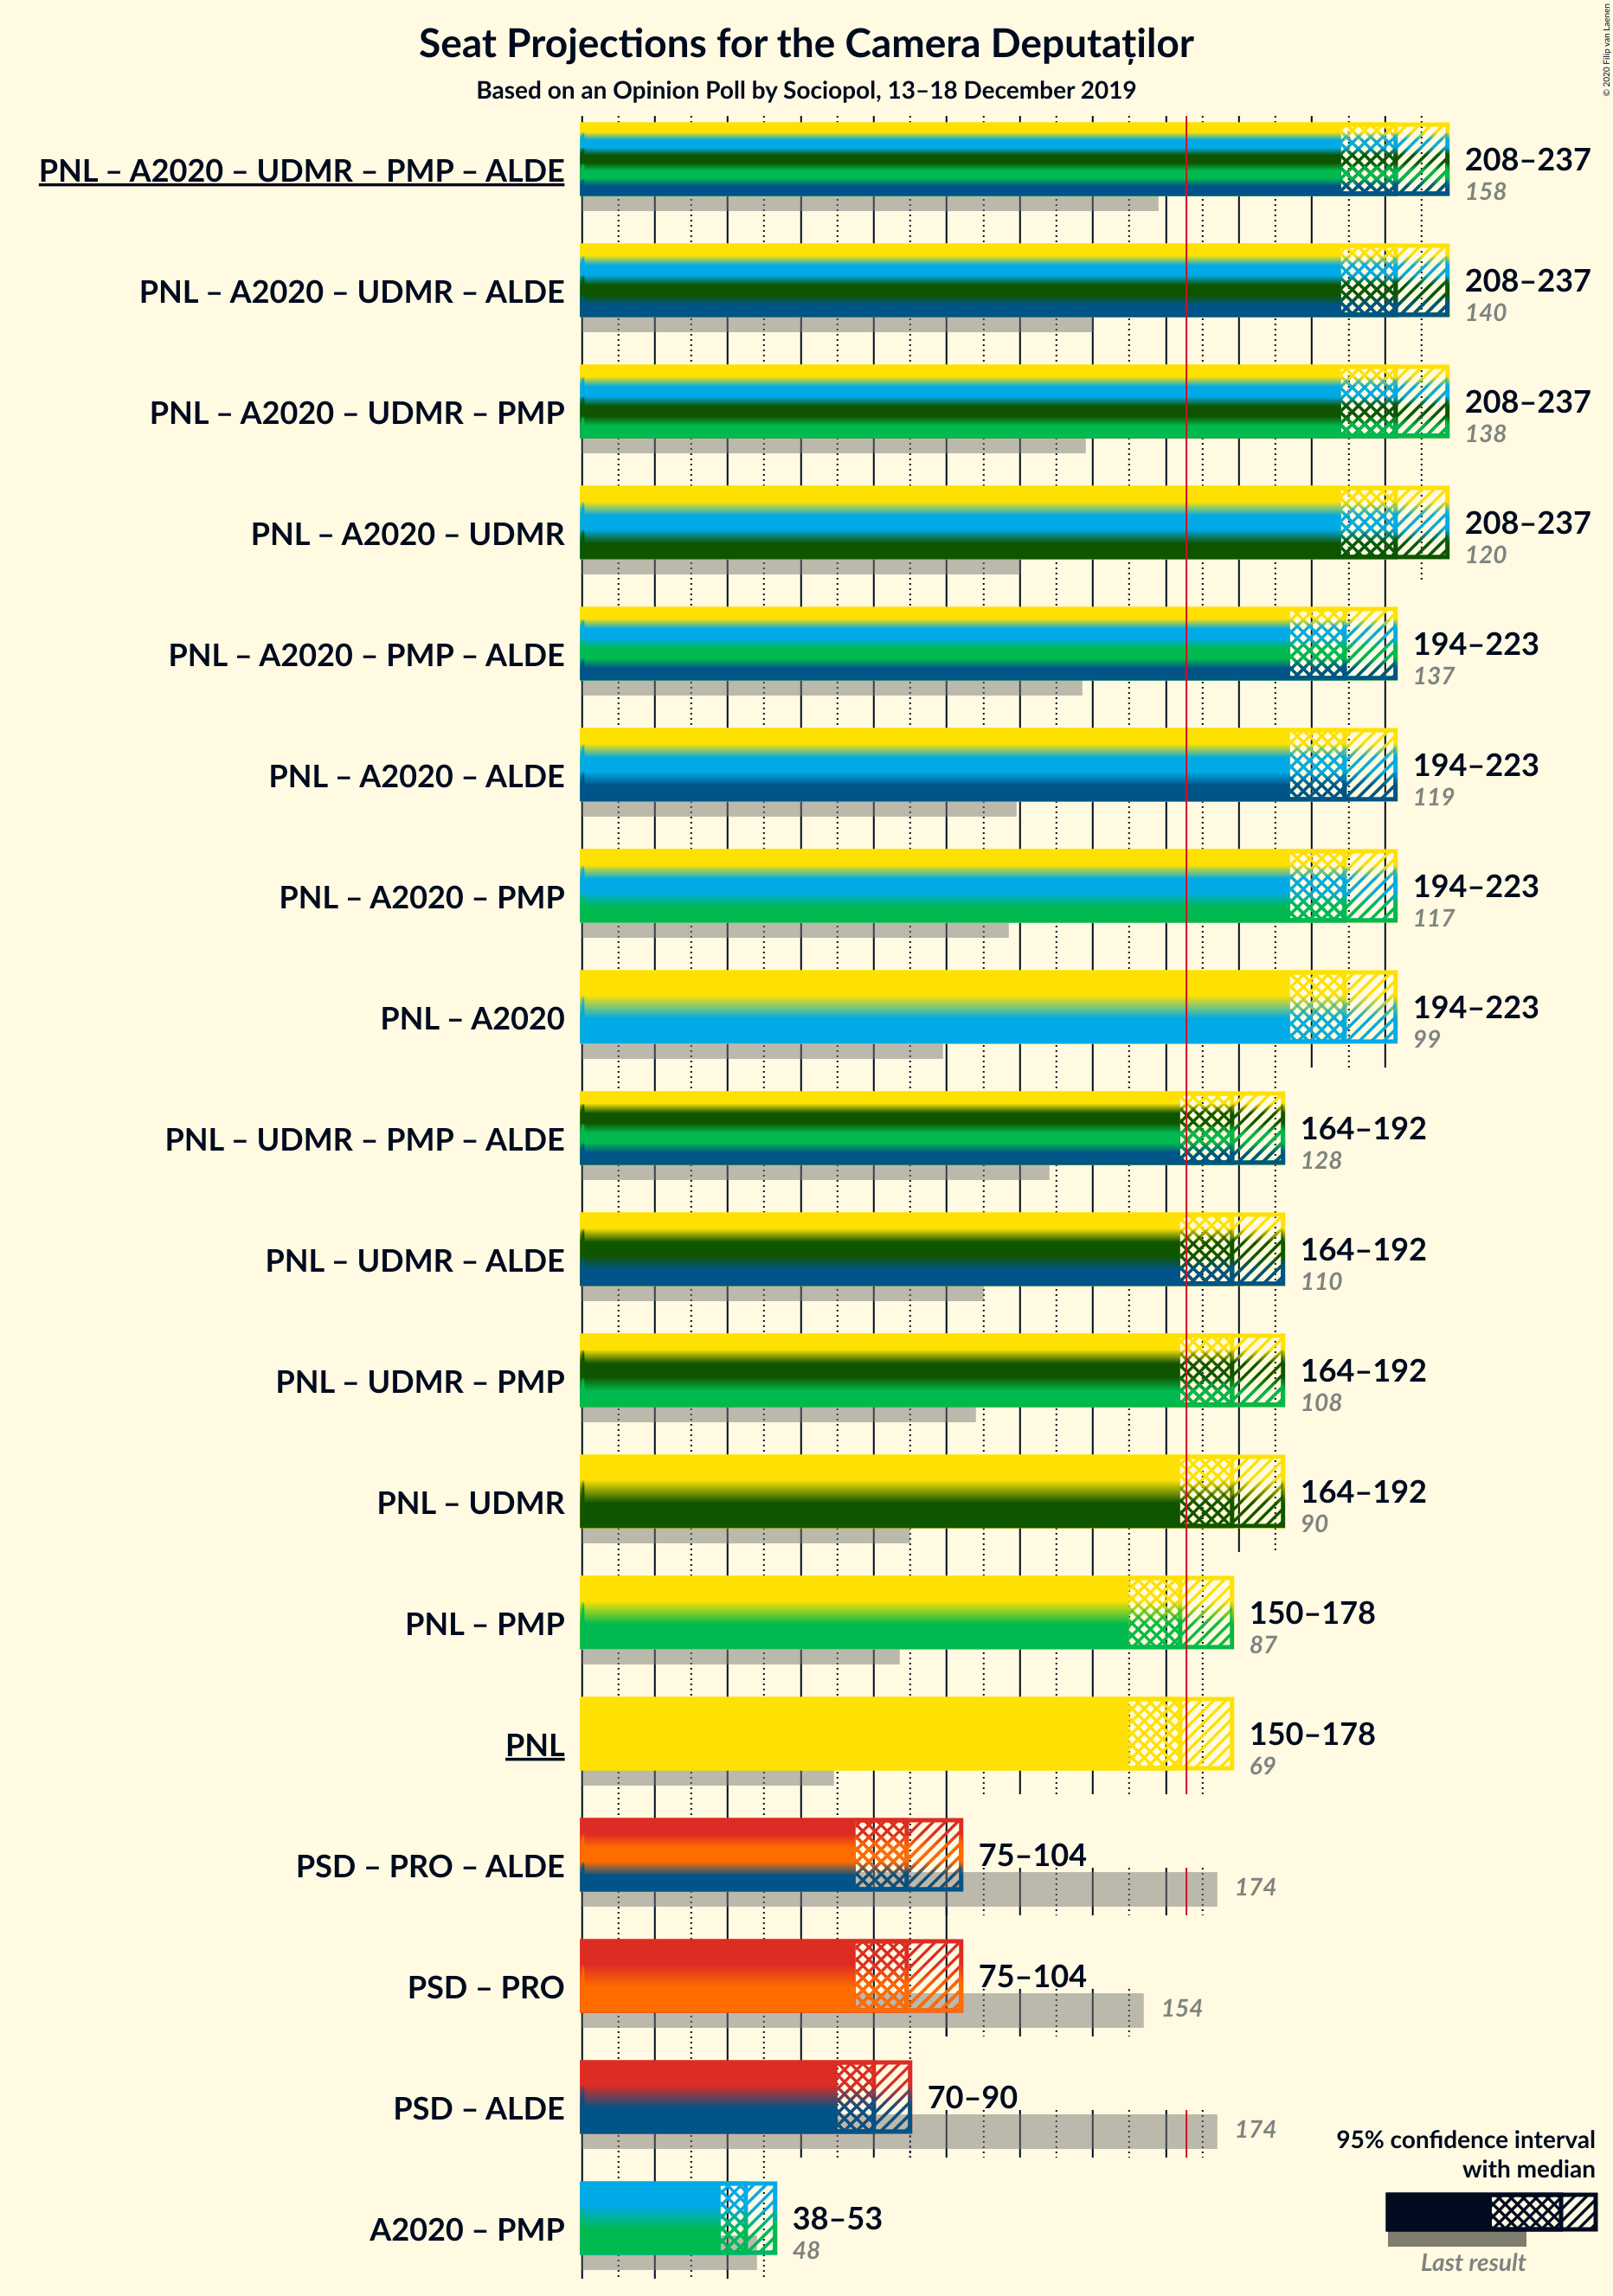 Seat Projections for the Camera Deputaților
Based on an Opinion Poll by Sociopol, 13–18 December 2019
© 2020 Filip van Laenen
PNL – A2020 – UDMR – PMP – ALDE
208–237
158
PNL – A2020 – UDMR – ALDE
208–237
140
PNL – A2020 – UDMR – PMP
208–237
138
PNL – A2020 – UDMR
208–237
120
PNL – A2020 – PMP – ALDE
194–223
137
PNL – A2020 – ALDE
194–223
119
PNL – A2020 – PMP
194–223
117
PNL – A2020
194–223
99
PNL – UDMR – PMP – ALDE
164–192
128
PNL – UDMR – ALDE
164–192
110
PNL – UDMR – PMP
164–192
108
PNL – UDMR
164–192
90
PNL – PMP
150–178
87
PNL
150–178
69
PSD – PRO – ALDE
75–104
174
PSD – PRO
75–104
154
PSD – ALDE
70–90
174
A2020 – PMP
38–53
48
95% confidence interval
with median
Last result